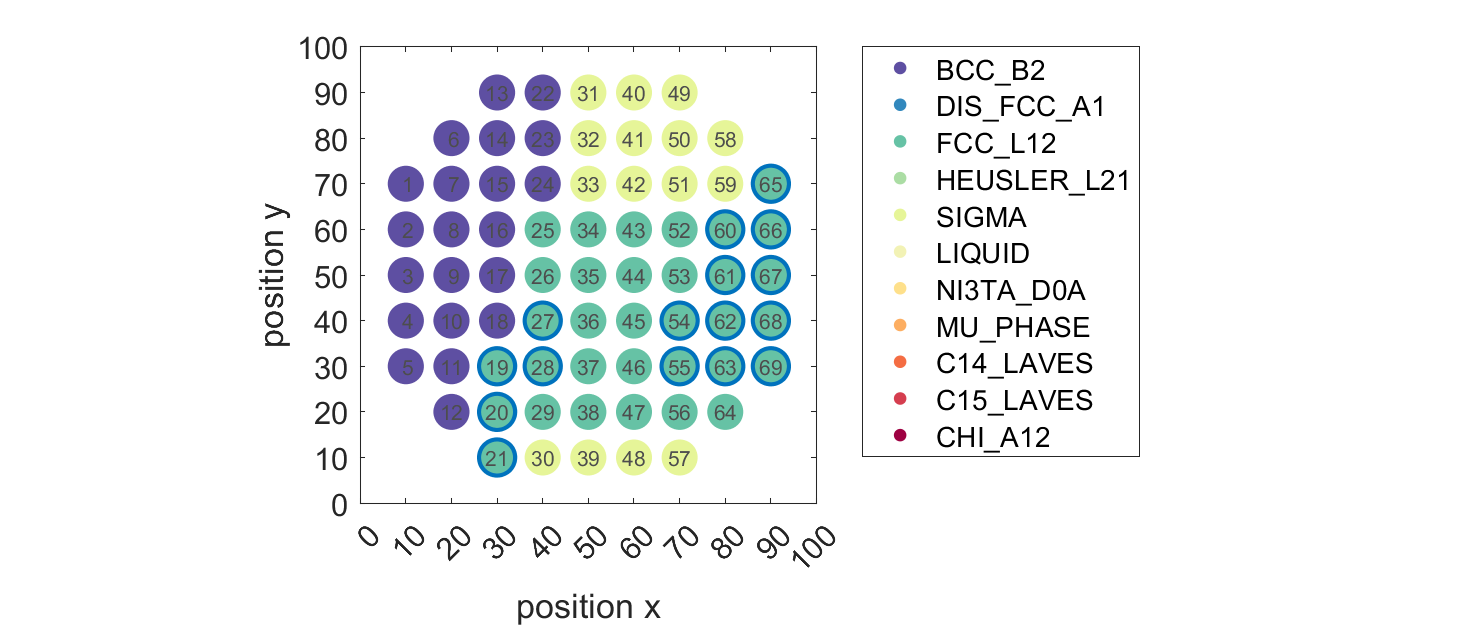 100
90
80
70
60
50
40
30
20
10
0
position y
13 22 31 40 49
6 14 23 32 41 50 58
1 7 15 24 33 42 51 59 65
2 8 16 25 34 43 52 60 66
3 9 17 26 35 44 53 61 67
4 10 18 27 36 45 54 62 68
5 11 19 28 37 46 55 63 69
12 20 29 38 47 56 64
21 30 39 48 57
0 10 20 30 40 50 60 70 80 90 100
position x
BCC_B2
DIS_FCC_A1
FCC_L12
HEUSLER_L21
SIGMA
LIQUID
NI3TA_D0A
MU_PHASE
C14_LAVES
C15_LAVES
CHI_A12